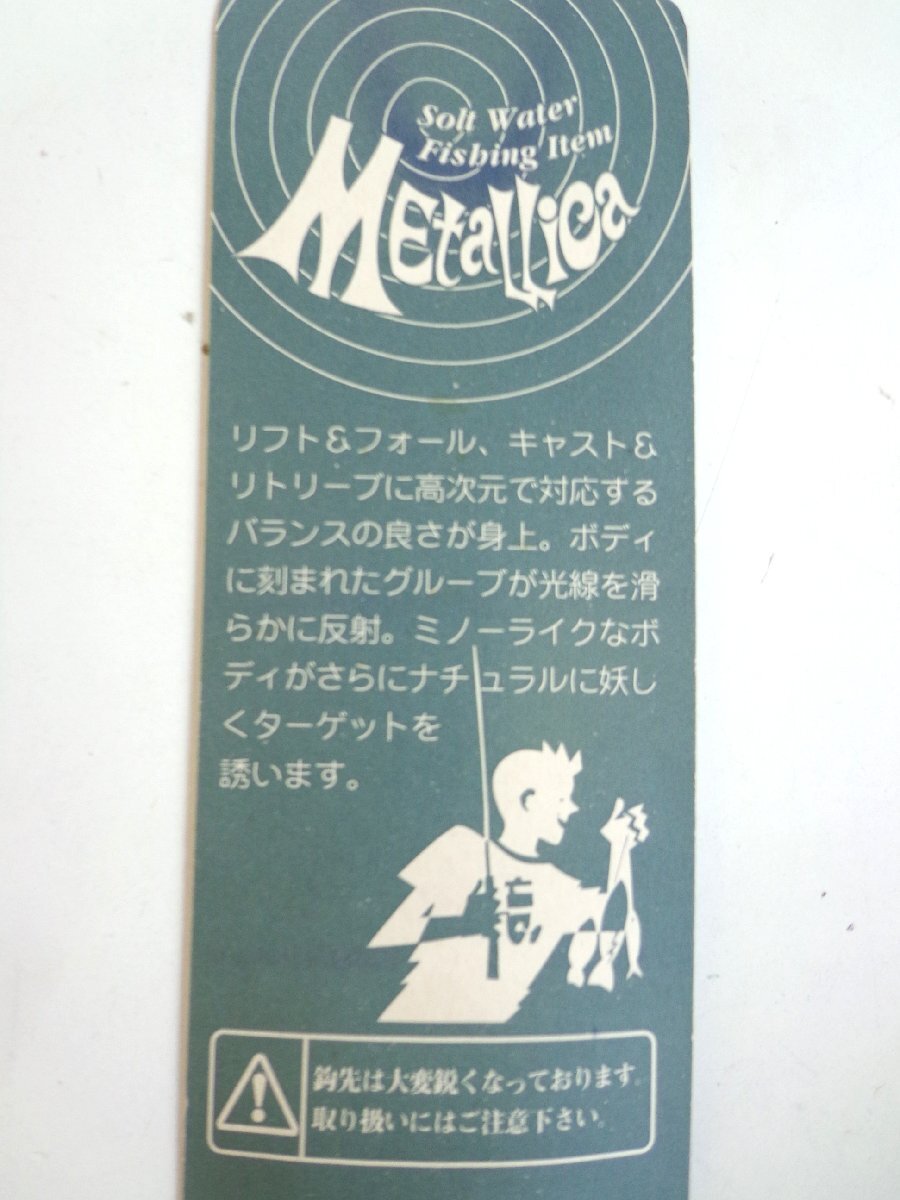 Solt Water
Fishing Item
Metallica
リフト&フォール、キャスト&
リトリーブに高次元で対応する
バランスの良さが身上。ボディ
に刻まれたグルーブが光線を滑
らかに反射。ミノーライクなボ
ディがさらにナチュラルに妖し
くターゲットを
誘います。
鈎先は大変鋭くなっております。
取り扱いにはご注意下さい。